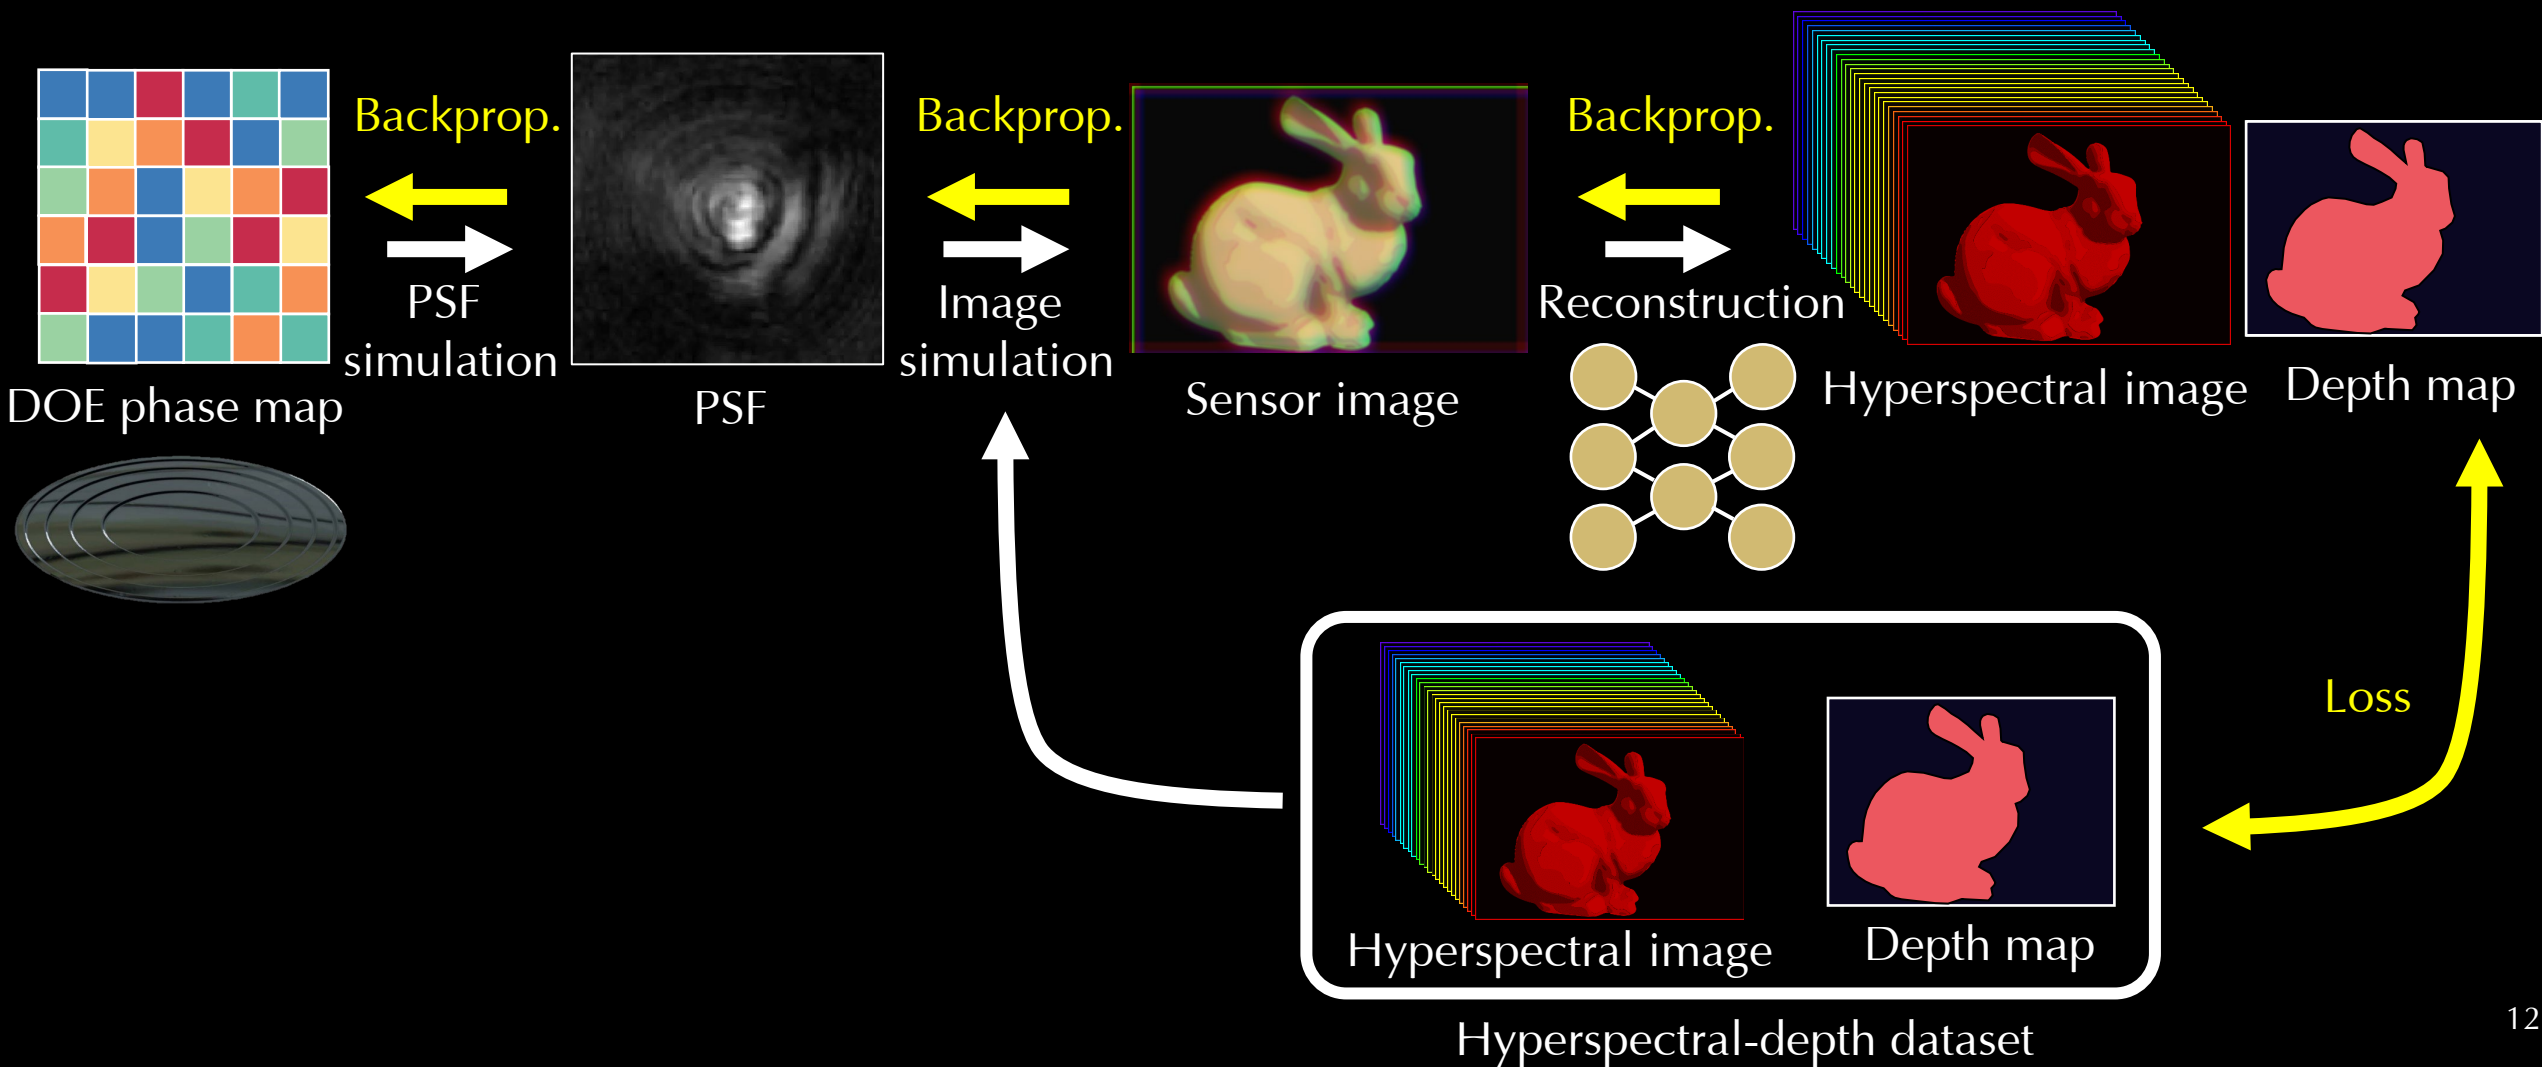 Backprop.
Backprop.
Backprop.
PSF
simulation
Image
simulation
Reconstruction
DOE phase map
PSF
Sensor image
Hyperspectral image
Depth map
Loss
Hyperspectral image
Depth map
Hyperspectral-depth dataset
12